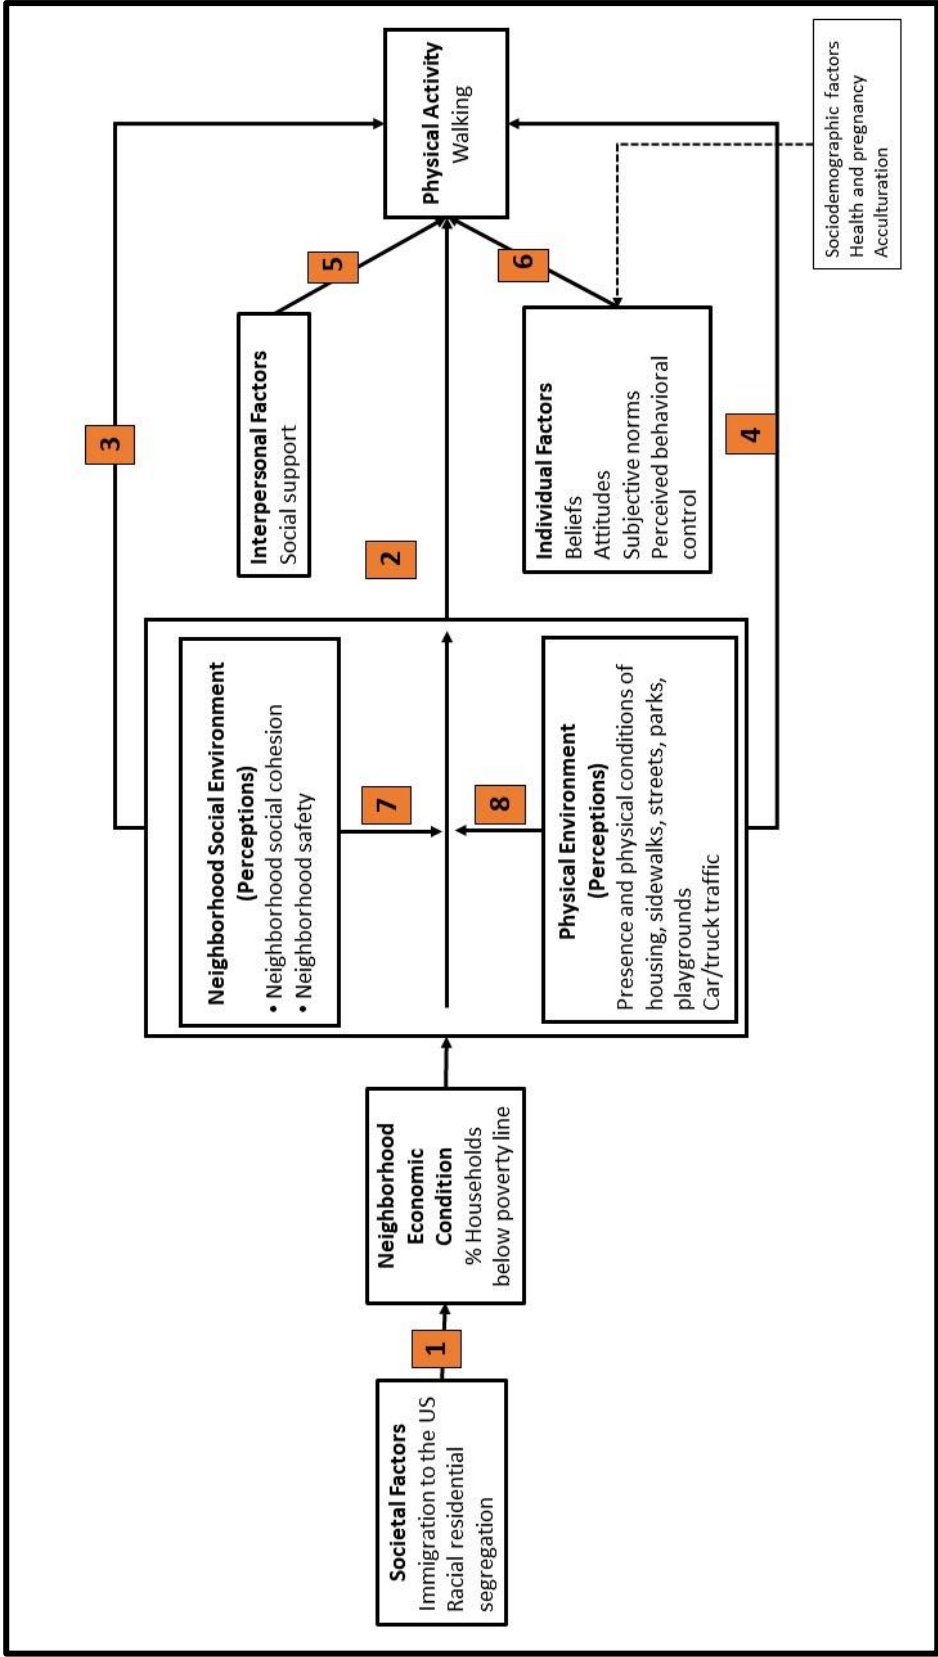 Societal Factors
Immigration to the US
Racial residential
segregation
1
Neighborhood
Economic
Condition
% Households
below poverty line
Neighborhood Social Environment
(Perceptions)
• Neighborhood social cohesion
• Neighborhood safety
7
8
Physical Environment
(Perceptions)
Presence and physical conditions of
housing, sidewalks, streets, parks,
playgrounds
Car/truck traffic
3
2
4
Interpersonal Factors
Social support
5
Individual Factors
Beliefs
Attitudes
Subjective norms
Perceived behavioral
control
6
Physical Activity
Walking
Sociodemographic factors
Health and pregnancy
Acculturation